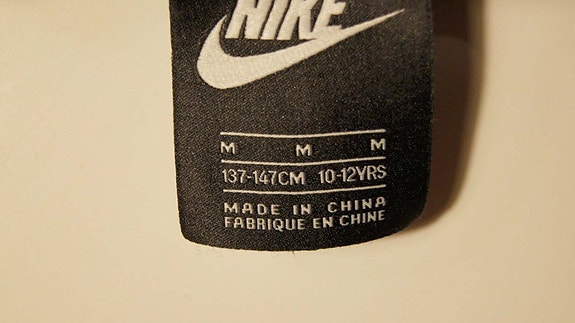 NIKE
M M M
137-147CM 10-12YRS
MADE IN CHINA
FABRIQUE EN CHINE